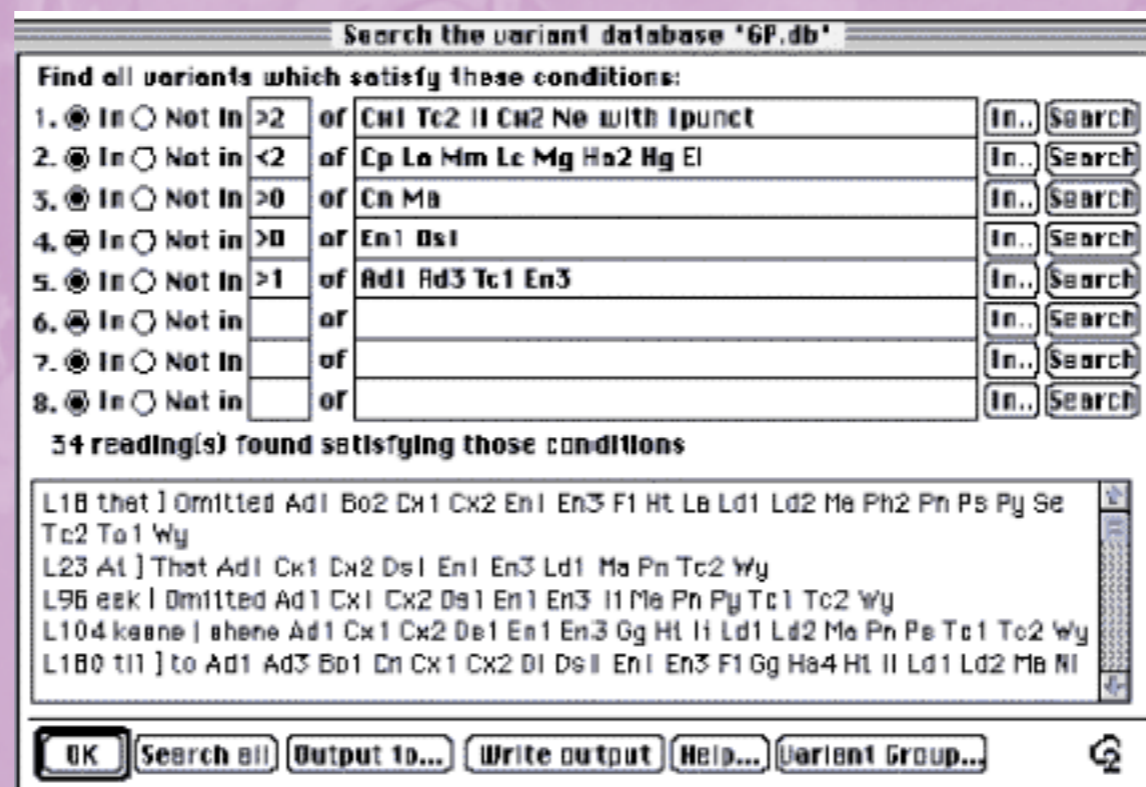 Search the variant database 'GP.db'
Find all variants which satisfy these conditions:
1. In Not in >2 of Cx1 Tc2 Ii Cx2 Ne with Ipunct In.. Search
2. In Not in <2 of Cp La Mm Lc Mg Ha2 Hg El In.. Search
3. In Not in >0 of Cn Ma In.. Search
4. In Not in >0 of En1 Ds1 In.. Search
5. In Not in >1 of Ad1 Ad3 Tc1 En3 In.. Search
6. In Not in of In.. Search
7. In Not in of In.. Search
8. In Not in of In.. Search
34 reading(s) found satisfying those conditions
L18 that ] Omitted Ad1 Bo2 Cx1 Cx2 En1 En3 Fi Ht La Ld1 Ld2 Ma Ph2 Pn Ps Py Se
Tc2 To1 Wy
L23 At ] That Ad1 Cx1 Cx2 Ds1 En1 En3 Ld1 Ma Pn Tc2 Wy
L96 eek ] Omitted Ad1 Cx1 Cx2 Ds1 En1 En3 Ii Ma Pn Py Tc1 Tc2 Wy
L104 keene ] shene Ad1 Cx1 Cx2 Ds1 En1 En3 Gg Ht Ii Ld1 Ld2 Ma Pn Ps Tc1 Tc2 Wy
L180 til ] to Ad1 Ad3 Bo1 Cn Cx1 Cx2 Dl Ds1 En1 En3 Fi Gg Ha4 Ht Ii Ld1 Ld2 Ma Nl
OK Search all Output to... Write output Help... Variant Group...